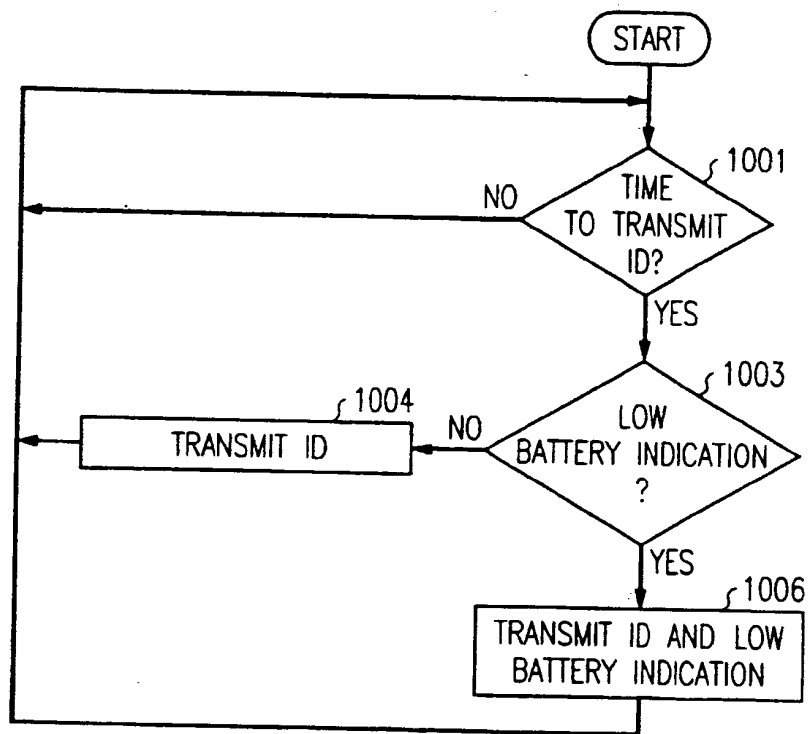 START
1001
TIME
TO TRANSMIT
ID?
NO
YES
1003
LOW
BATTERY INDICATION
?
NO
1004
TRANSMIT ID
YES
1006
TRANSMIT ID AND LOW
BATTERY INDICATION